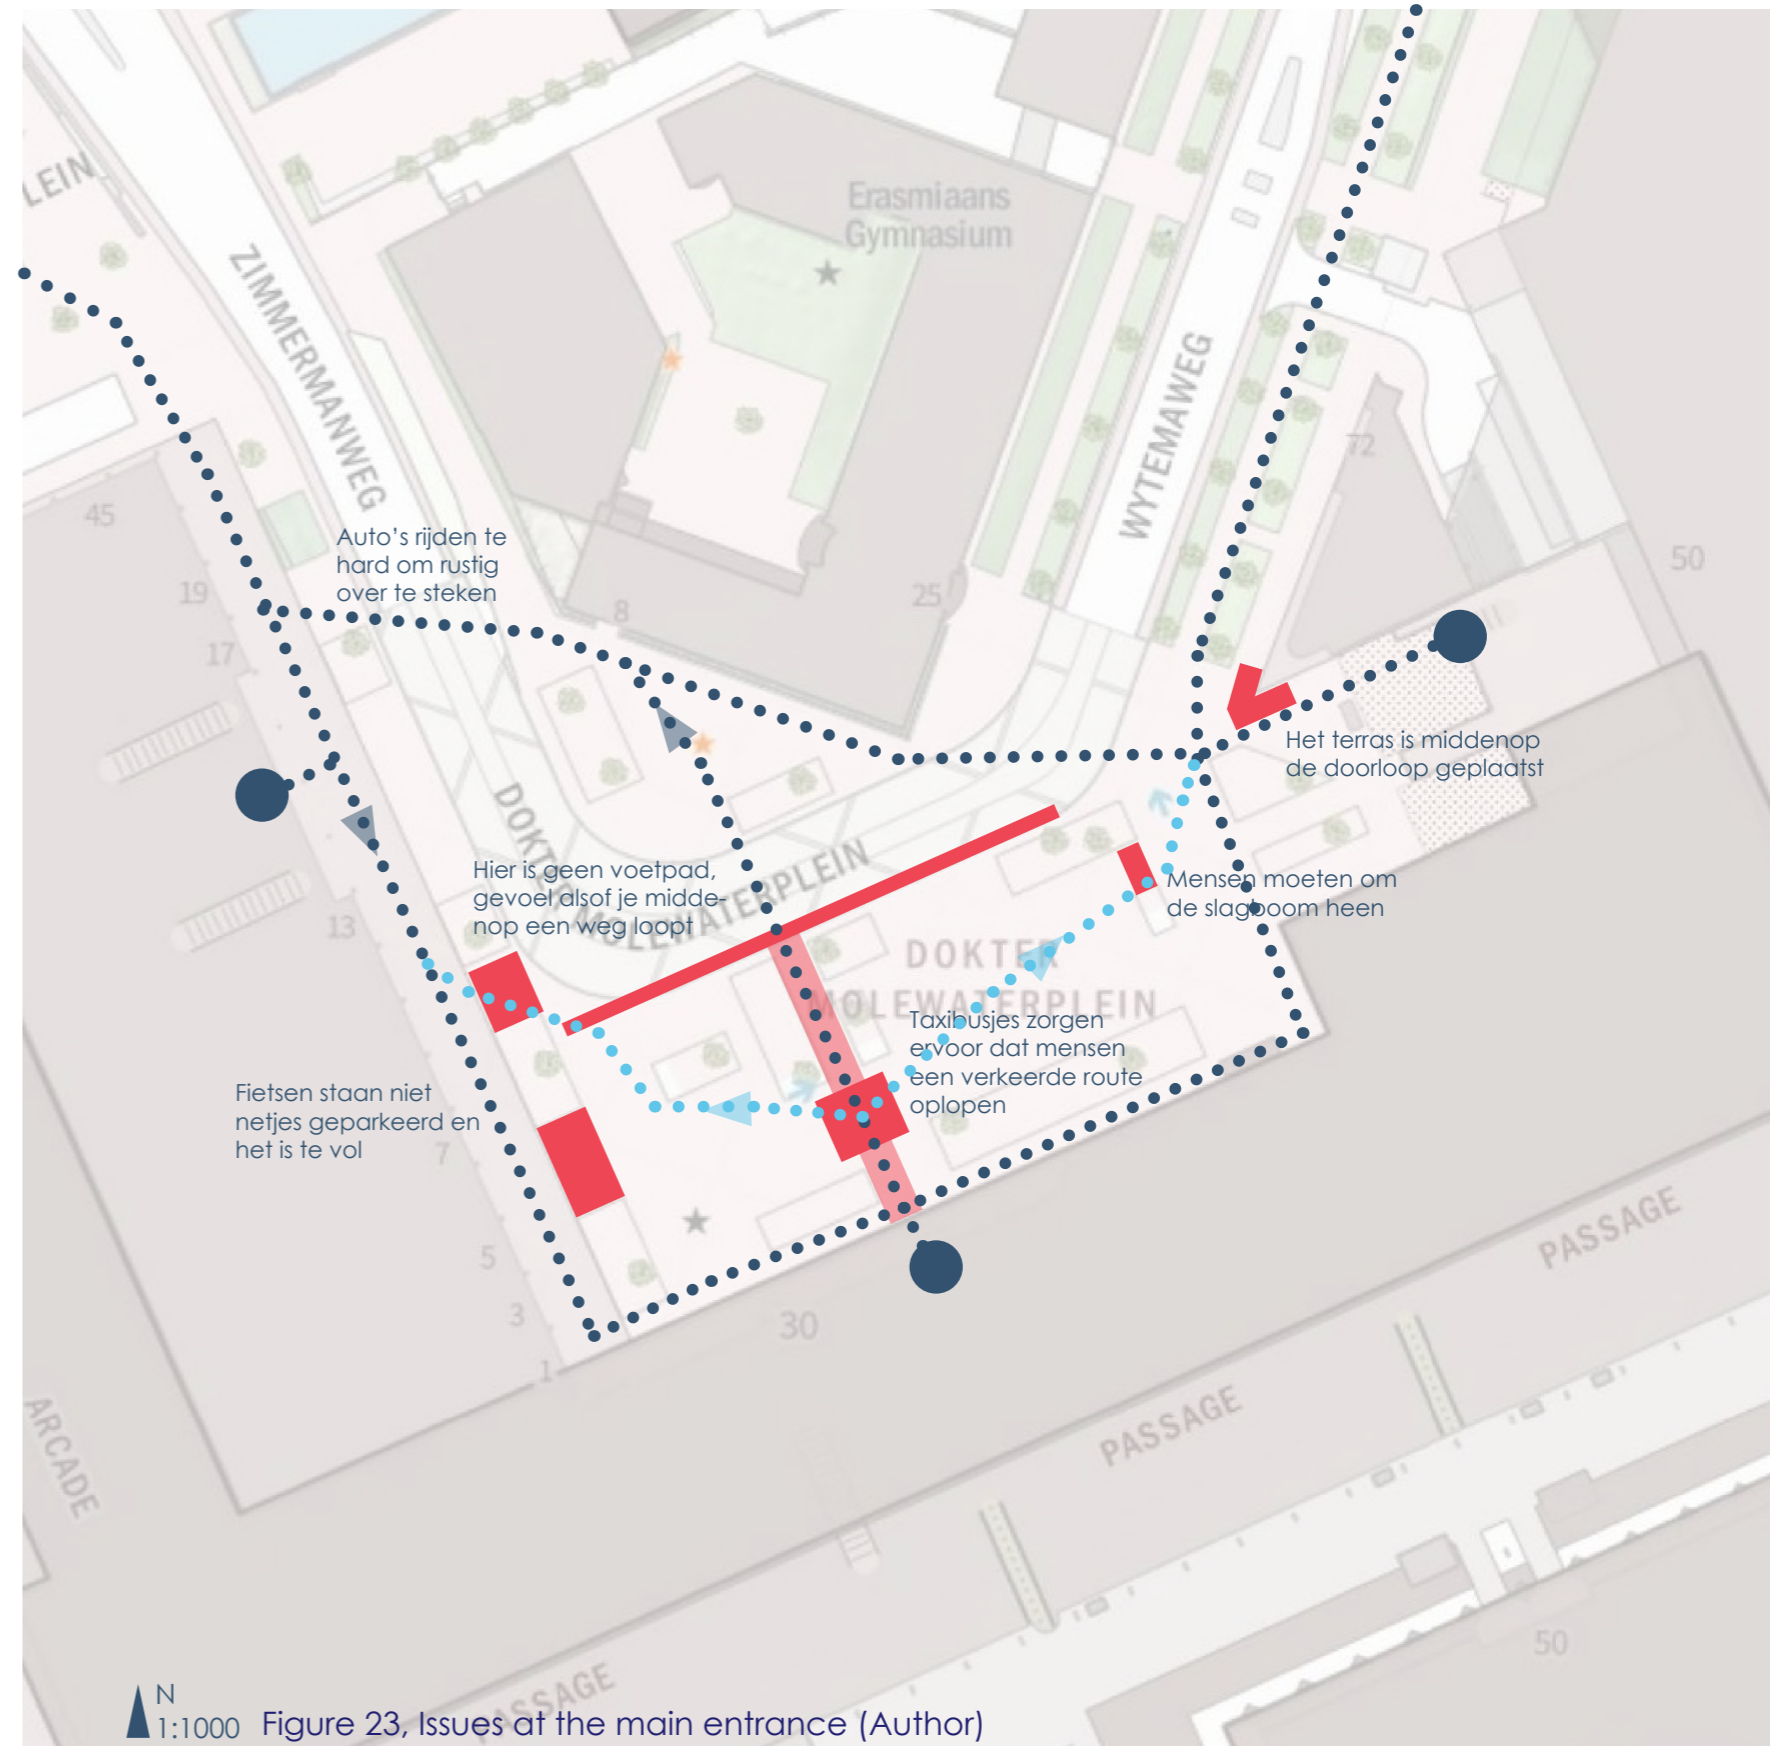 LEIN
ZIMMERMANWEG
Erasmiaans
Gymnasium
WYTEMAWEG
72
45
50
Auto's rijden te
hard om rustig
over te steken
19
8
25
17
Het terras is middenop
de doorloop geplaatst
DOKTER MOLEWATERPLEIN
Hier is geen voetpad,
gevoel alsof je midde-
nop een weg loopt
Mensen moeten om
de slagboom heen
13
DOKTER
MOLEWATERPLEIN
Taxibusjes zorgen
ervoor dat mensen
een verkeerde route
oplopen
Fietsen staan niet
netjes geparkeerd en
het is te vol
7
5
3
30
1
PASSAGE
ARCADE
PASSAGE
50
PASSAGE
N
1:1000
Figure 23, Issues at the main entrance (Author)